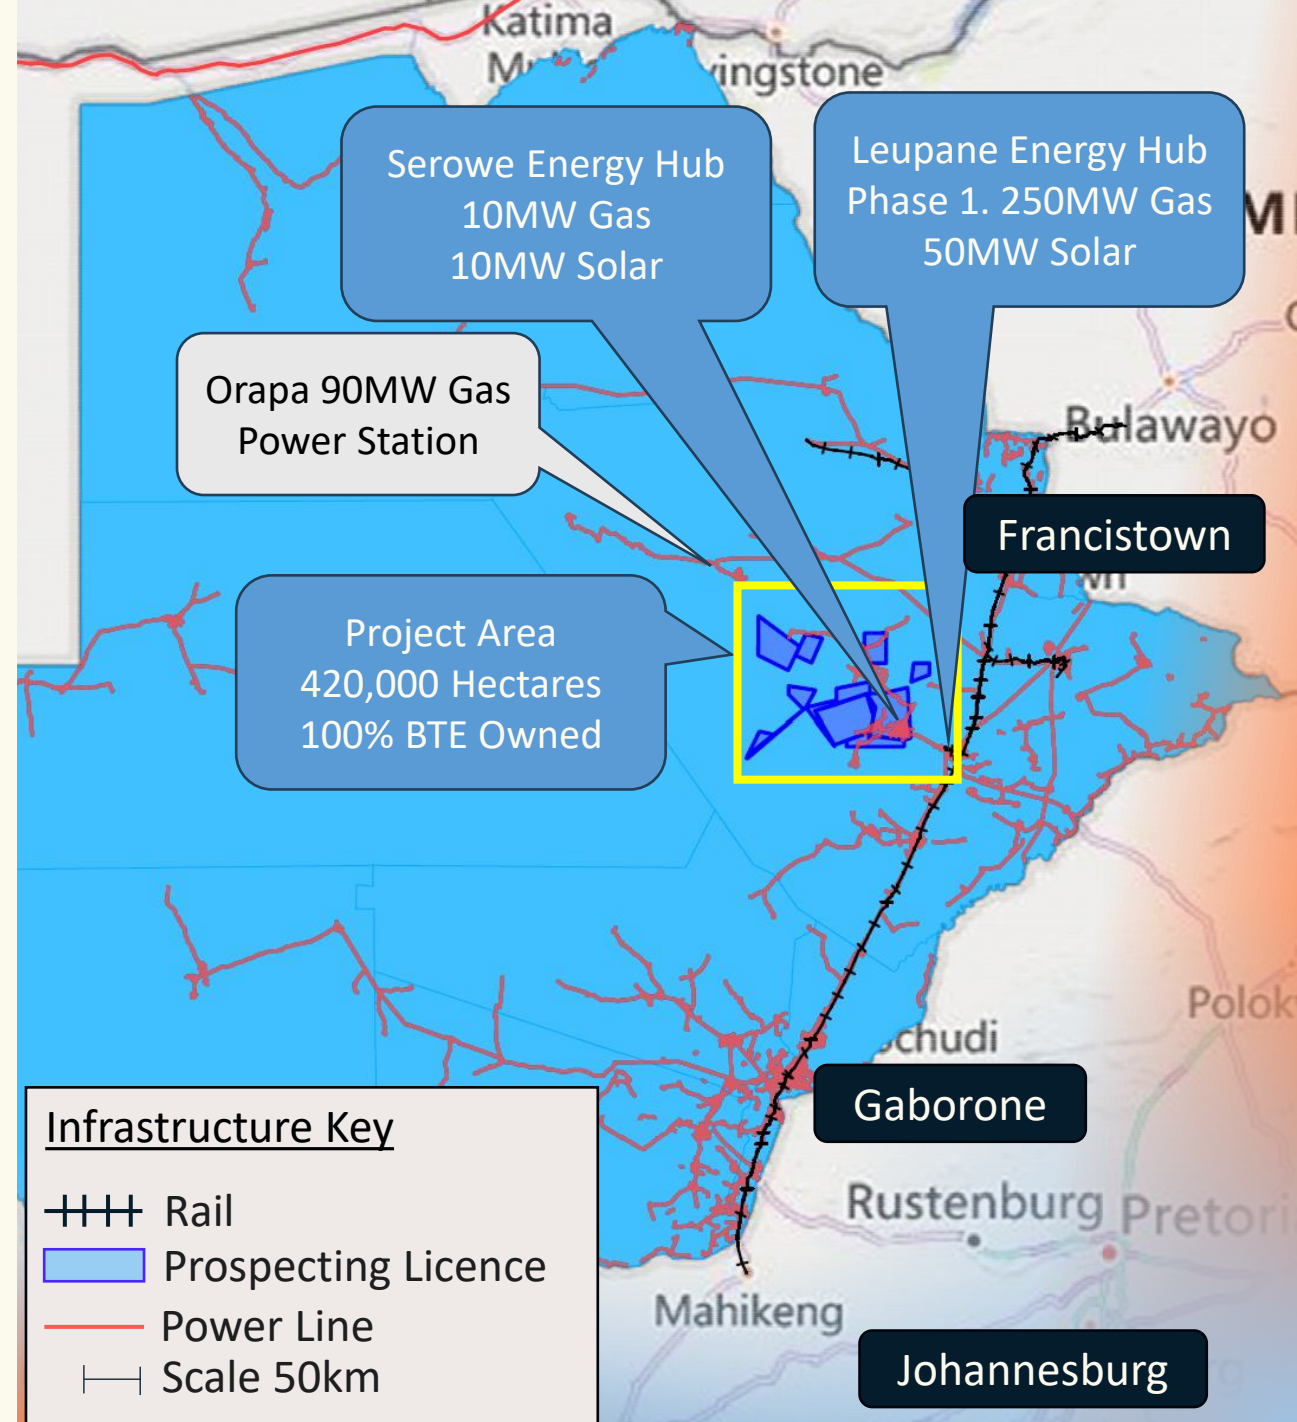 Katima
vingstone
Serowe Energy Hub
10MW Gas
10MW Solar
Leupane Energy Hub
Phase 1. 250MW Gas
50MW Solar
Orapa 90MW Gas
Power Station
Bulawayo
Francistown
Project Area
420,000 Hectares
100% BTE Owned
Polok
chudi
Gaborone
Infrastructure Key
Rail
Prospecting Licence
Power Line
Scale 50km
Rustenburg
Pretori
Mahikeng
Johannesburg